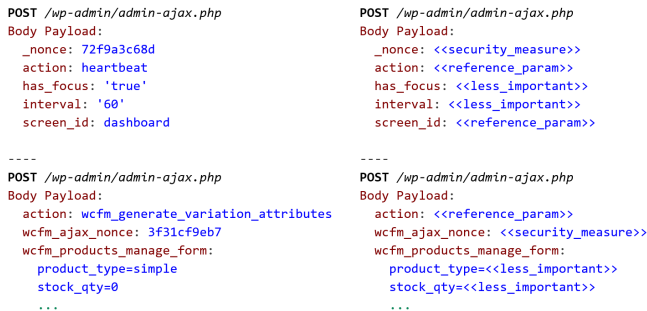 POST /wp-admin/admin-ajax.php
Body Payload:
  _nonce: 72f9a3c68d
  action: heartbeat
  has_focus: 'true'
  interval: '60'
  screen_id: dashboard
----
POST /wp-admin/admin-ajax.php
Body Payload:
  action: wcfm_generate_variation_attributes
  wcfm_ajax_nonce: 3f31cf9eb7
  wcfm_products_manage_form:
    product_type=simple
    stock_qty=0
    ...
POST /wp-admin/admin-ajax.php
Body Payload:
  _nonce: <<security_measure>>
  action: <<reference_param>>
  has_focus: <<less_important>>
  interval: <<less_important>>
  screen_id: <<reference_param>>
----
POST /wp-admin/admin-ajax.php
Body Payload:
  action: <<reference_param>>
  wcfm_ajax_nonce: <<security_measure>>
  wcfm_products_manage_form:
    product_type=<<less_important>>
    stock_qty=<<less_important>>
    ...